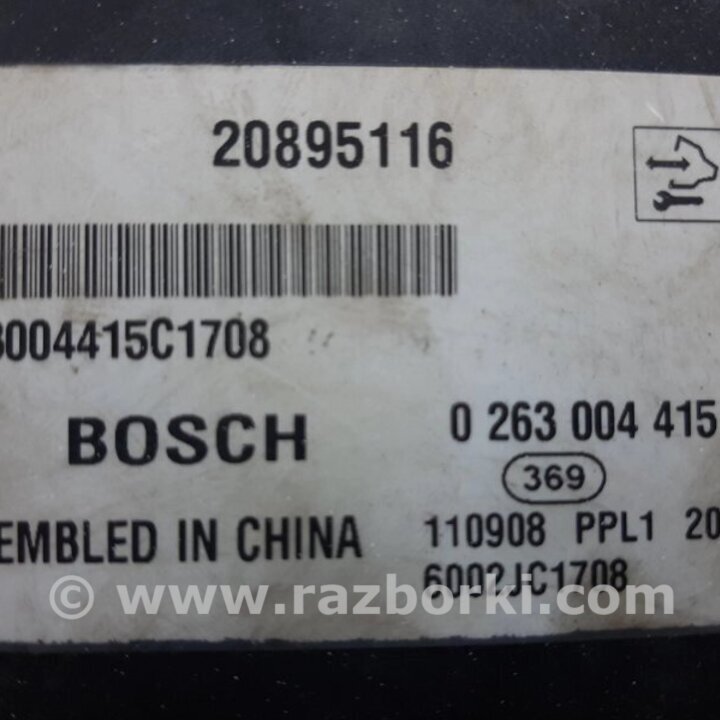 20895116
3004415C1708
BOSCH
0 263 004 415
369
EMBLED IN CHINA
110908 PPL1 20
6002JC1708
© www.razborki.com